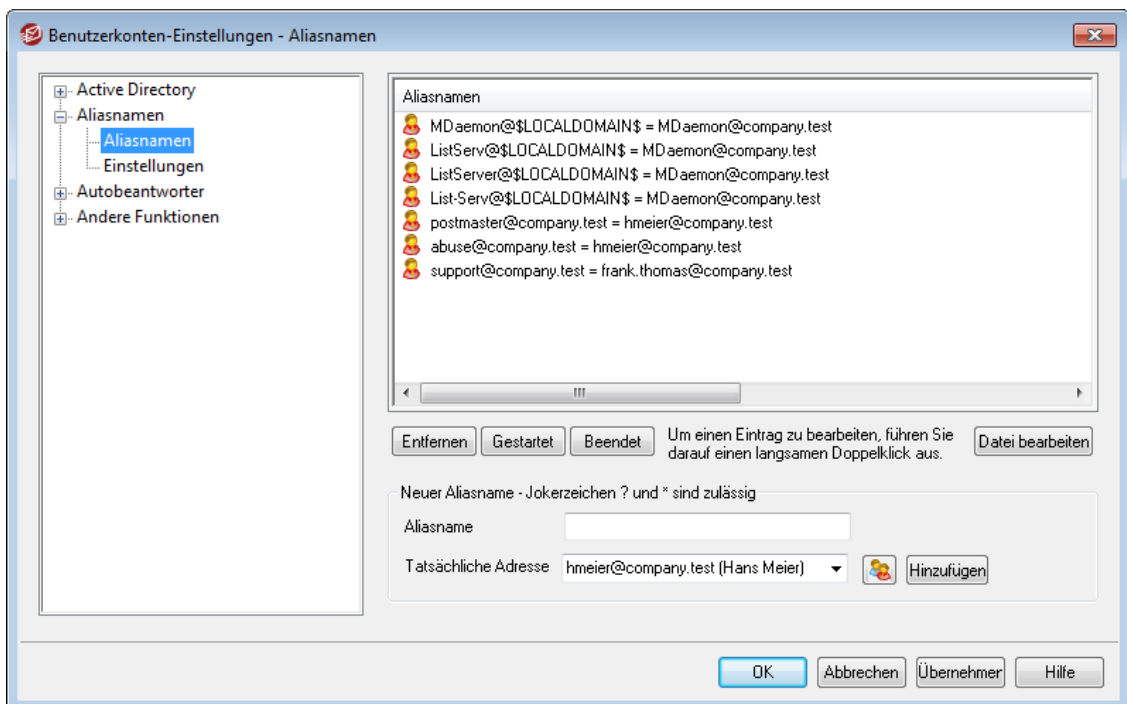 Benutzerkonten-Einstellungen - Aliasnamen
Active Directory
Aliasnamen
Aliasnamen
Einstellungen
Autobeantworter
Andere Funktionen
Aliasnamen
MDaemon@$LOCALDOMAIN$ = MDaemon@company.test
ListServ@$LOCALDOMAIN$ = MDaemon@company.test
ListServer@$LOCALDOMAIN$ = MDaemon@company.test
List-Serv@$LOCALDOMAIN$ = MDaemon@company.test
postmaster@company.test = hmeier@company.test
abuse@company.test = hmeier@company.test
support@company.test = frank.thomas@company.test
Entfernen Gestartet Beendet
Um einen Eintrag zu bearbeiten, führen Sie
darauf einen langsamen Doppelklick aus.
Datei bearbeiten
Neuer Aliasname - Jokerzeichen ? und * sind zulässig
Aliasname
Tatsächliche Adresse hmeier@company.test (Hans Meier) Hinzufügen
OK Abbrechen Übernehmer Hilfe